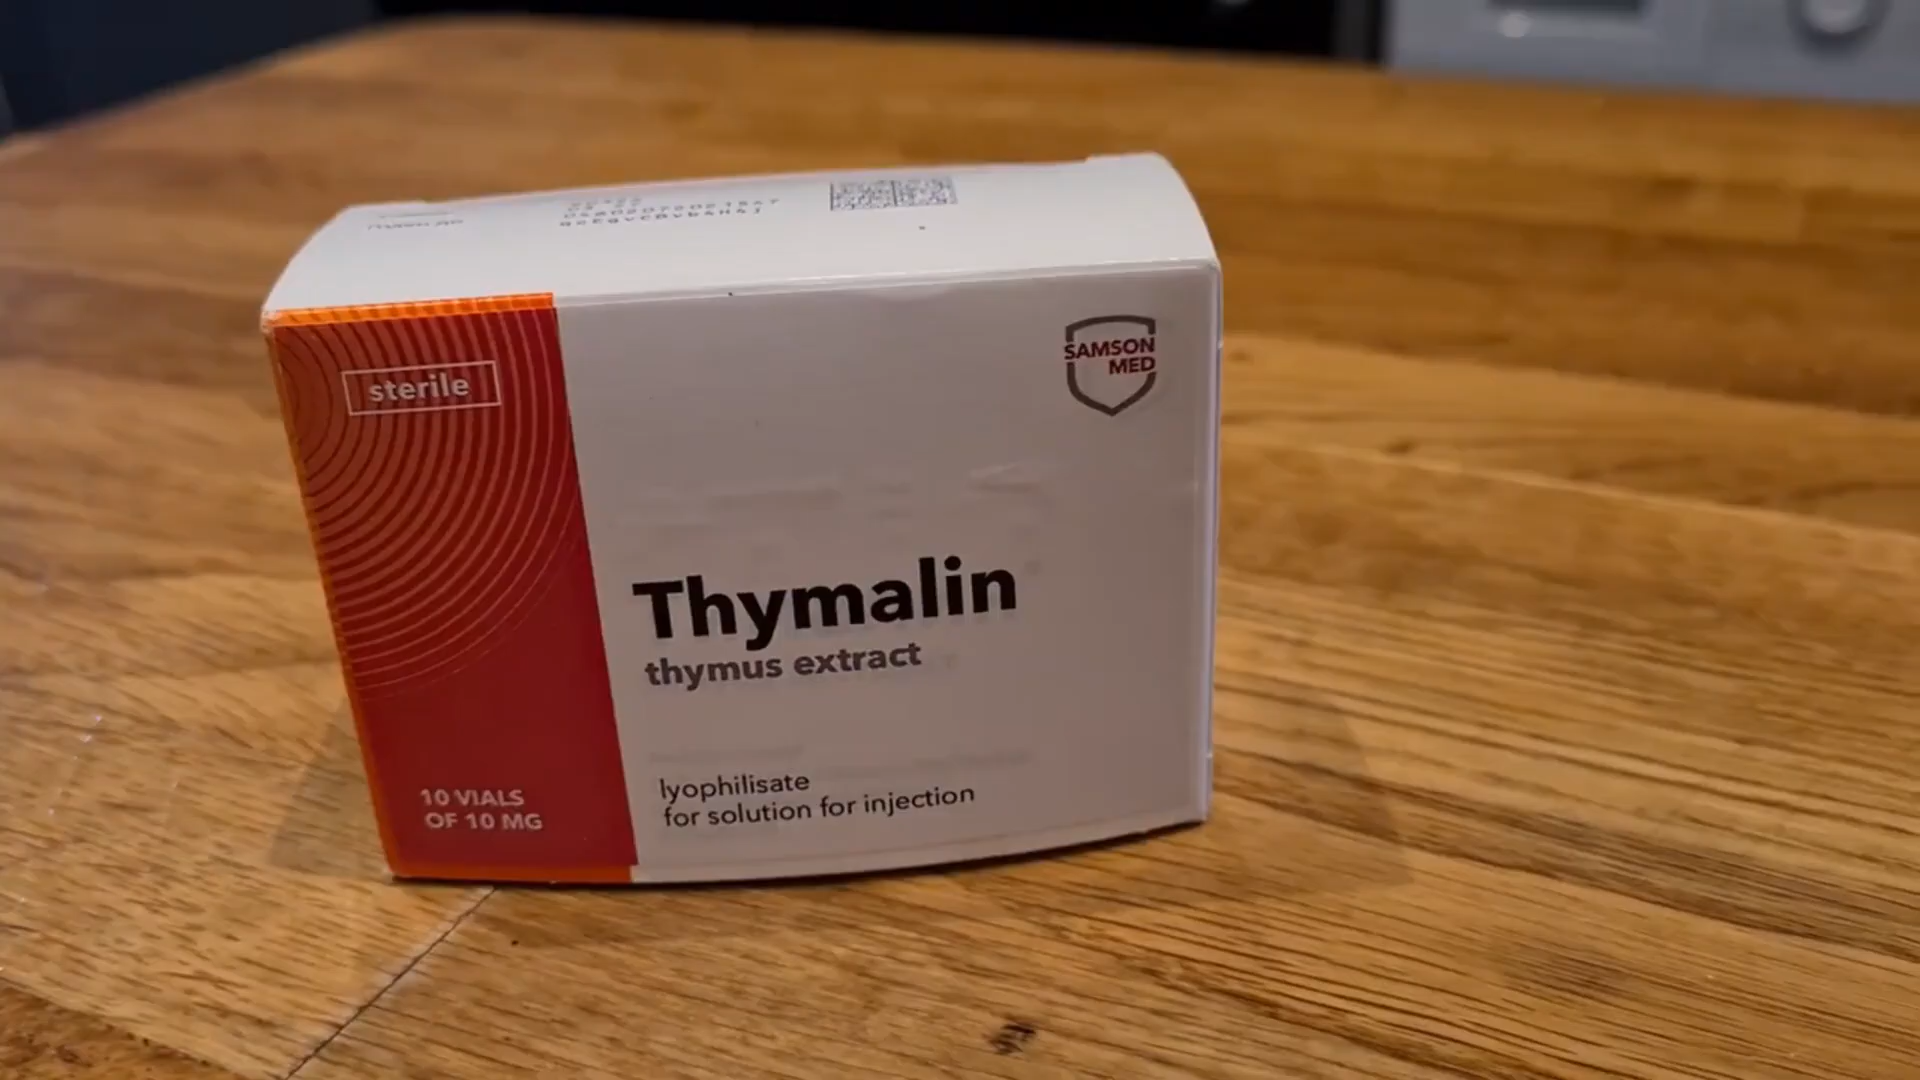 sterile
SAMSON
MED
Thymalin
thymus extract
lyophilisate
for solution for injection
10 VIALS
OF 10 MG